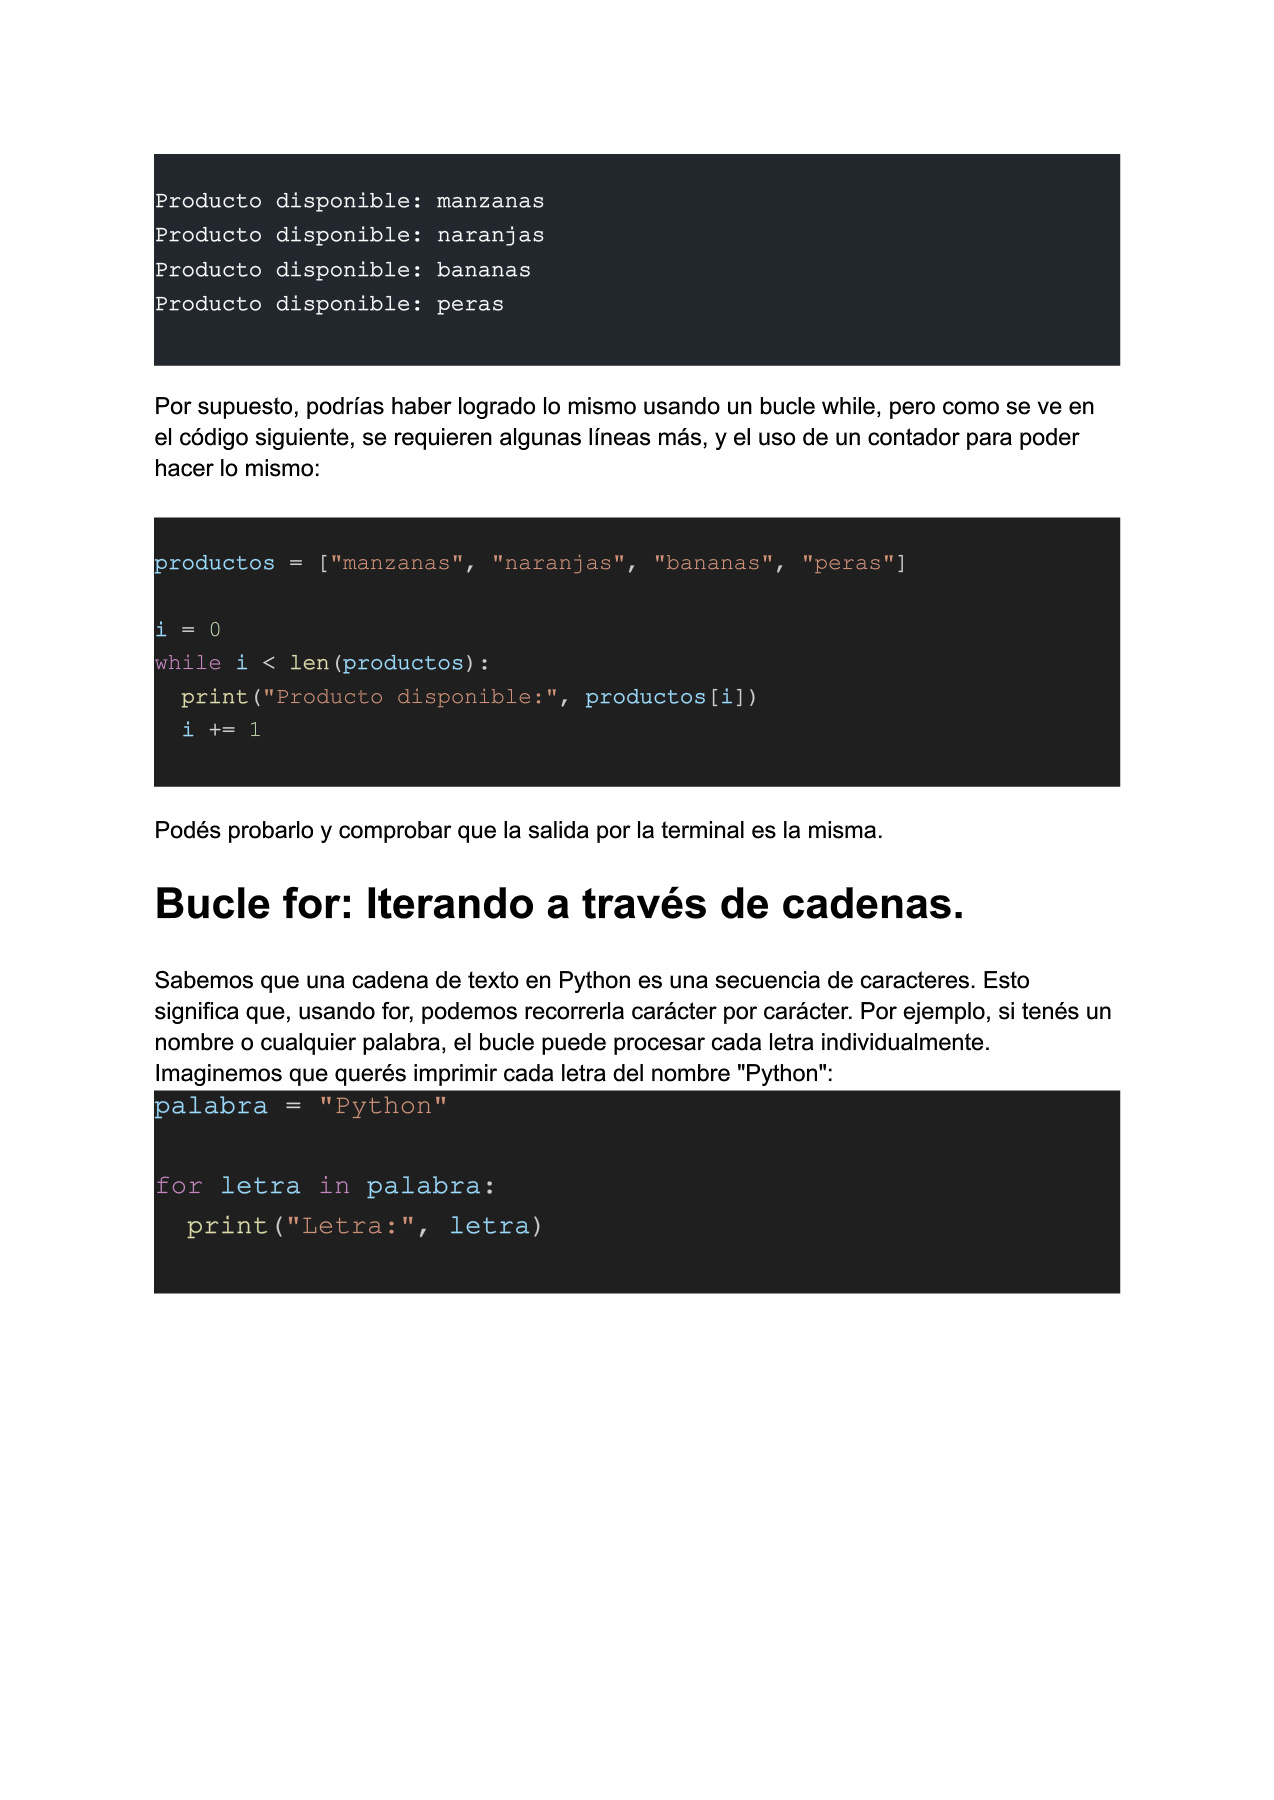 Producto disponible: manzanas
Producto disponible: naranjas
Producto disponible: bananas
Producto disponible: peras
Por supuesto, podrías haber logrado lo mismo usando un bucle while, pero como se ve en
el código siguiente, se requieren algunas líneas más, y el uso de un contador para poder
hacer lo mismo:
productos = ["manzanas", "naranjas", "bananas", "peras"]
i = 0
while i < len(productos):
  print("Producto disponible:", productos[i])
  i += 1
Podés probarlo y comprobar que la salida por la terminal es la misma.
Bucle for: Iterando a través de cadenas.
Sabemos que una cadena de texto en Python es una secuencia de caracteres. Esto
significa que, usando for, podemos recorrerla carácter por carácter. Por ejemplo, si tenés un
nombre o cualquier palabra, el bucle puede procesar cada letra individualmente.
Imaginemos que querés imprimir cada letra del nombre "Python":
palabra = "Python"
for letra in palabra:
  print("Letra:", letra)